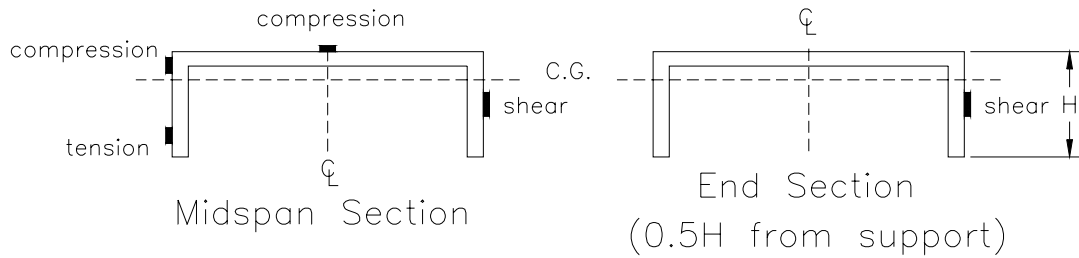 compression
compression
tension
℄
shear
Midspan Section
C.G.
℄
shear
H
End Section
(0.5H from support)